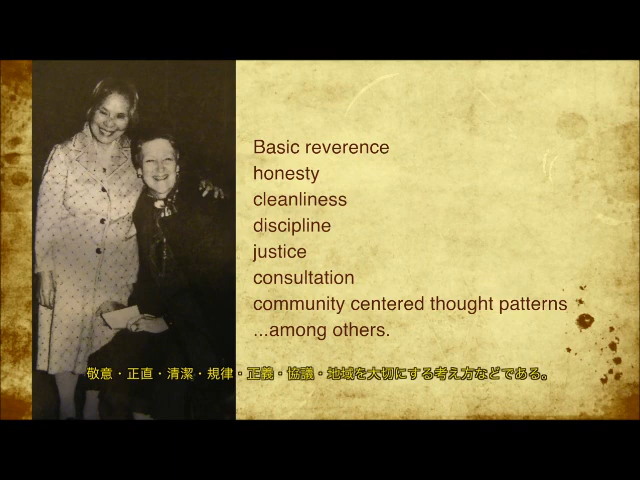 Basic reverence
honesty
cleanliness
discipline
justice
consultation
community centered thought patterns
...among others.
敬意・正直・清潔・規律・正義・協議・地域を大切にする考え方などである。